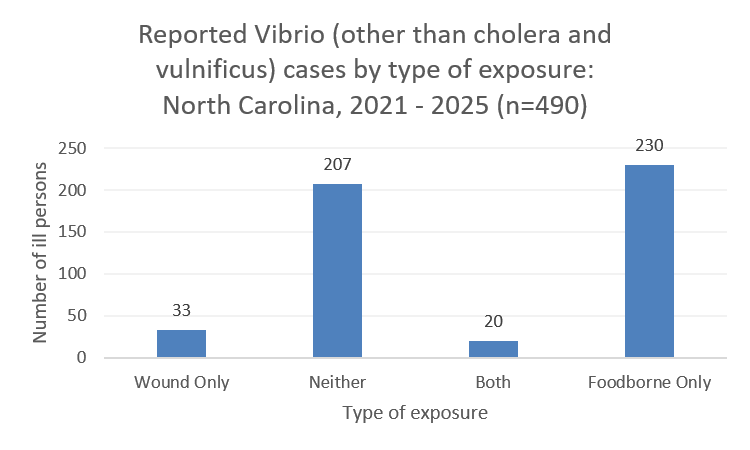 Reported Vibrio (other than cholera and
vulnificus) cases by type of exposure:
North Carolina, 2021 - 2025 (n=490)
Number of ill persons
250
200
150
100
50
0
33
207
20
230
Wound Only
Neither
Both
Foodborne Only
Type of exposure